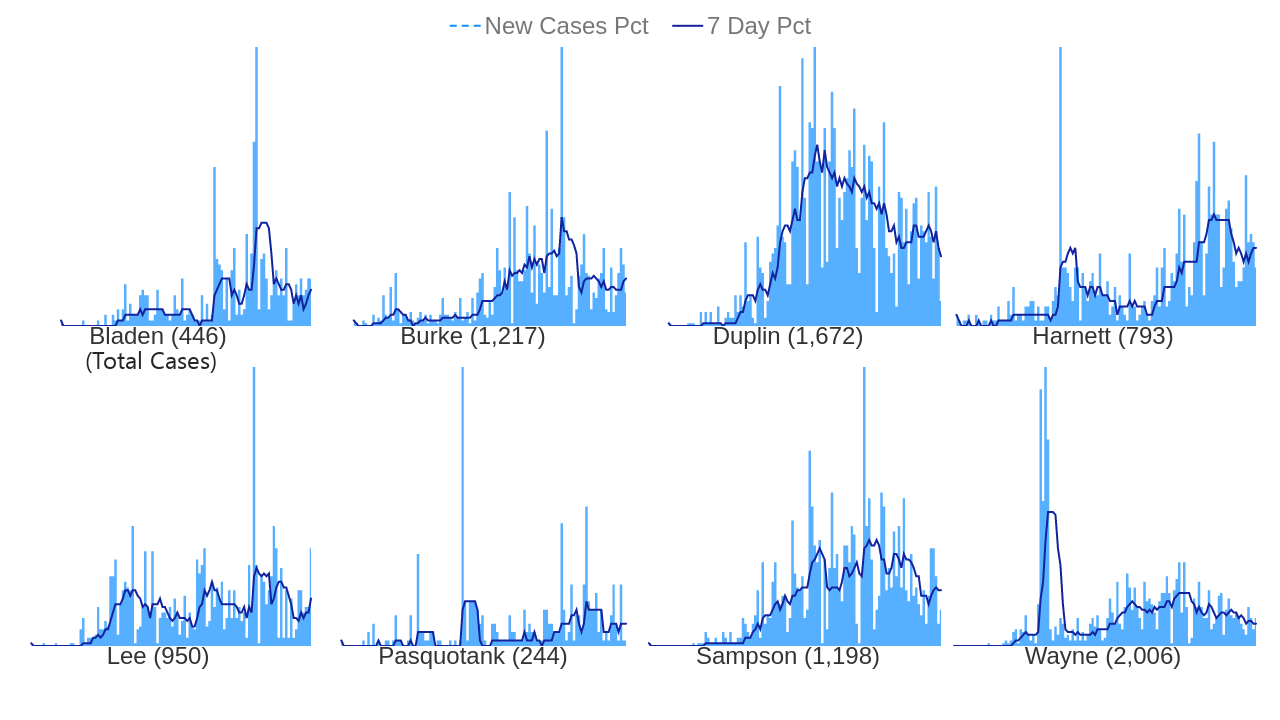 New Cases Pct 7 Day Pct
Bladen (446) Burke (1,217) Duplin (1,672) Harnett (793)
(Total Cases)
Lee (950) Pasquotank (244) Sampson (1,198) Wayne (2,006)